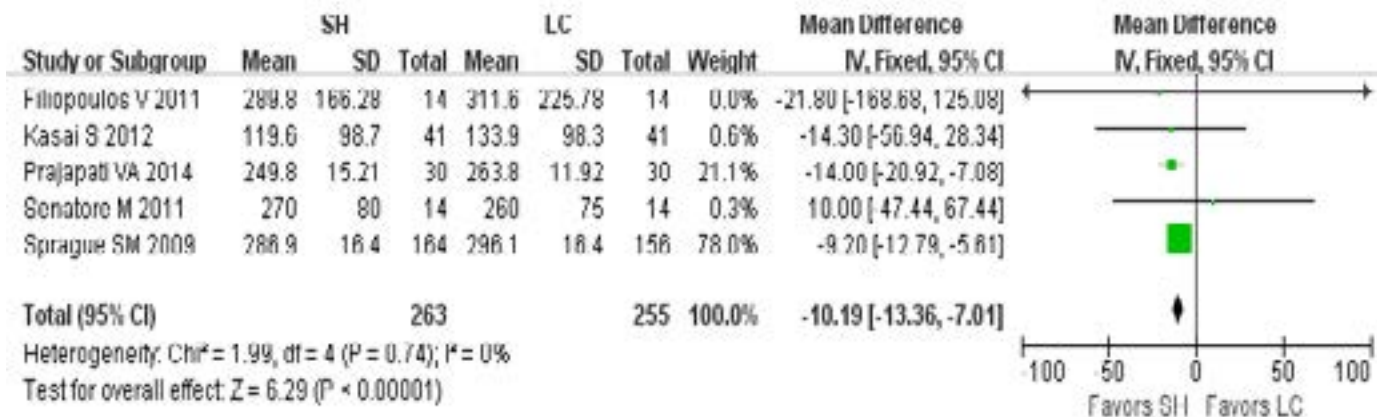 SH LC Mean Difference Mean Difference
Study or Subgroup Mean SD Total Mean SD Total Weight IV, Fixed, 95% CI IV, Fixed, 95% CI
Filiopoulos V 2011 289.8 166.28 14 311.6 225.78 14 0.0% -21.80 [-168.68, 125.08]
Kasai S 2012 119.6 98.7 41 133.9 98.3 41 0.6% -14.30 [-56.94, 28.34]
Prajapati VA 2014 249.8 15.21 30 263.8 11.92 30 21.1% -14.00 [-20.92, -7.08]
Senatore M 2011 270 80 14 260 75 14 0.3% 10.00 [-47.44, 67.44]
Sprague SM 2009 286.9 16.4 164 296.1 16.4 156 78.0% -9.20 [-12.79, -5.61]
Total (95% CI) 263 255 100.0% -10.19 [-13.36, -7.01]
Heterogeneity: Chi² = 1.99, df = 4 (P = 0.74); I² = 0%
Test for overall effect: Z = 6.29 (P < 0.00001)
-100 -50 0 50 100
Favors SH Favors LC